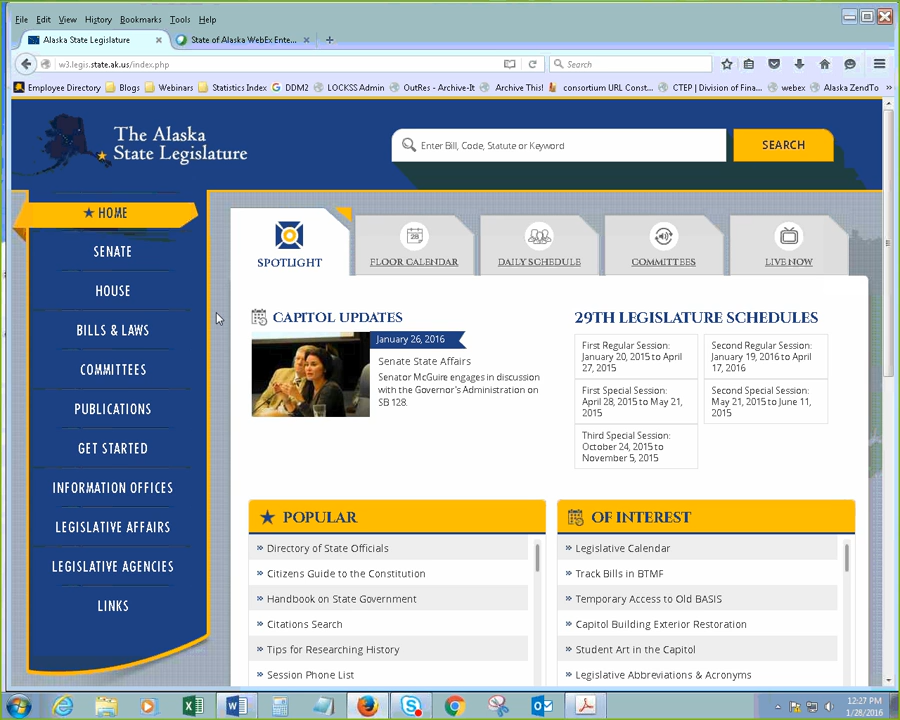 File Edit View History Bookmarks Tools Help
Alaska State Legislature × State of Alaska WebEx Ente... × +
w3.legis.state.ak.us/index.php Search
Employee Directory Blogs Webinars Statistics Index DDM2 LOCKSS Admin OutRes - Archive-It Archive This! consortium URL Const... CTEP | Division of Fina... webex Alaska ZendTo »
The Alaska
State Legislature
Enter Bill, Code, Statute or Keyword SEARCH
HOME
SENATE
HOUSE
BILLS & LAWS
COMMITTEES
PUBLICATIONS
GET STARTED
INFORMATION OFFICES
LEGISLATIVE AFFAIRS
LEGISLATIVE AGENCIES
LINKS
SPOTLIGHT FLOOR CALENDAR DAILY SCHEDULE COMMITTEES LIVE NOW
CAPITOL UPDATES
January 26, 2016
Senate State Affairs
Senator McGuire engages in discussion
with the Governor's Administration on
SB 128.
29TH LEGISLATURE SCHEDULES
First Regular Session:
January 20, 2015 to April
27, 2015
Second Regular Session:
January 19, 2016 to April
17, 2016
First Special Session:
April 28, 2015 to May 21,
2015
Second Special Session:
May 21, 2015 to June 11,
2015
Third Special Session:
October 24, 2015 to
November 5, 2015
POPULAR
» Directory of State Officials
» Citizens Guide to the Constitution
» Handbook on State Government
» Citations Search
» Tips for Researching History
» Session Phone List
OF INTEREST
» Legislative Calendar
» Track Bills in BTMF
» Temporary Access to Old BASIS
» Capitol Building Exterior Restoration
» Student Art in the Capitol
» Legislative Abbreviations & Acronyms
12:27 PM
1/28/2016